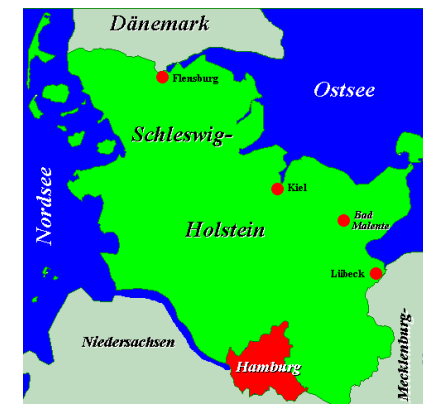 Dänemark
Flensburg
Ostsee
Schleswig-
Nordsee
Kiel
Bad
Malente
Holstein
Lübeck
Niedersachsen
Hamburg
Mecklenburg-